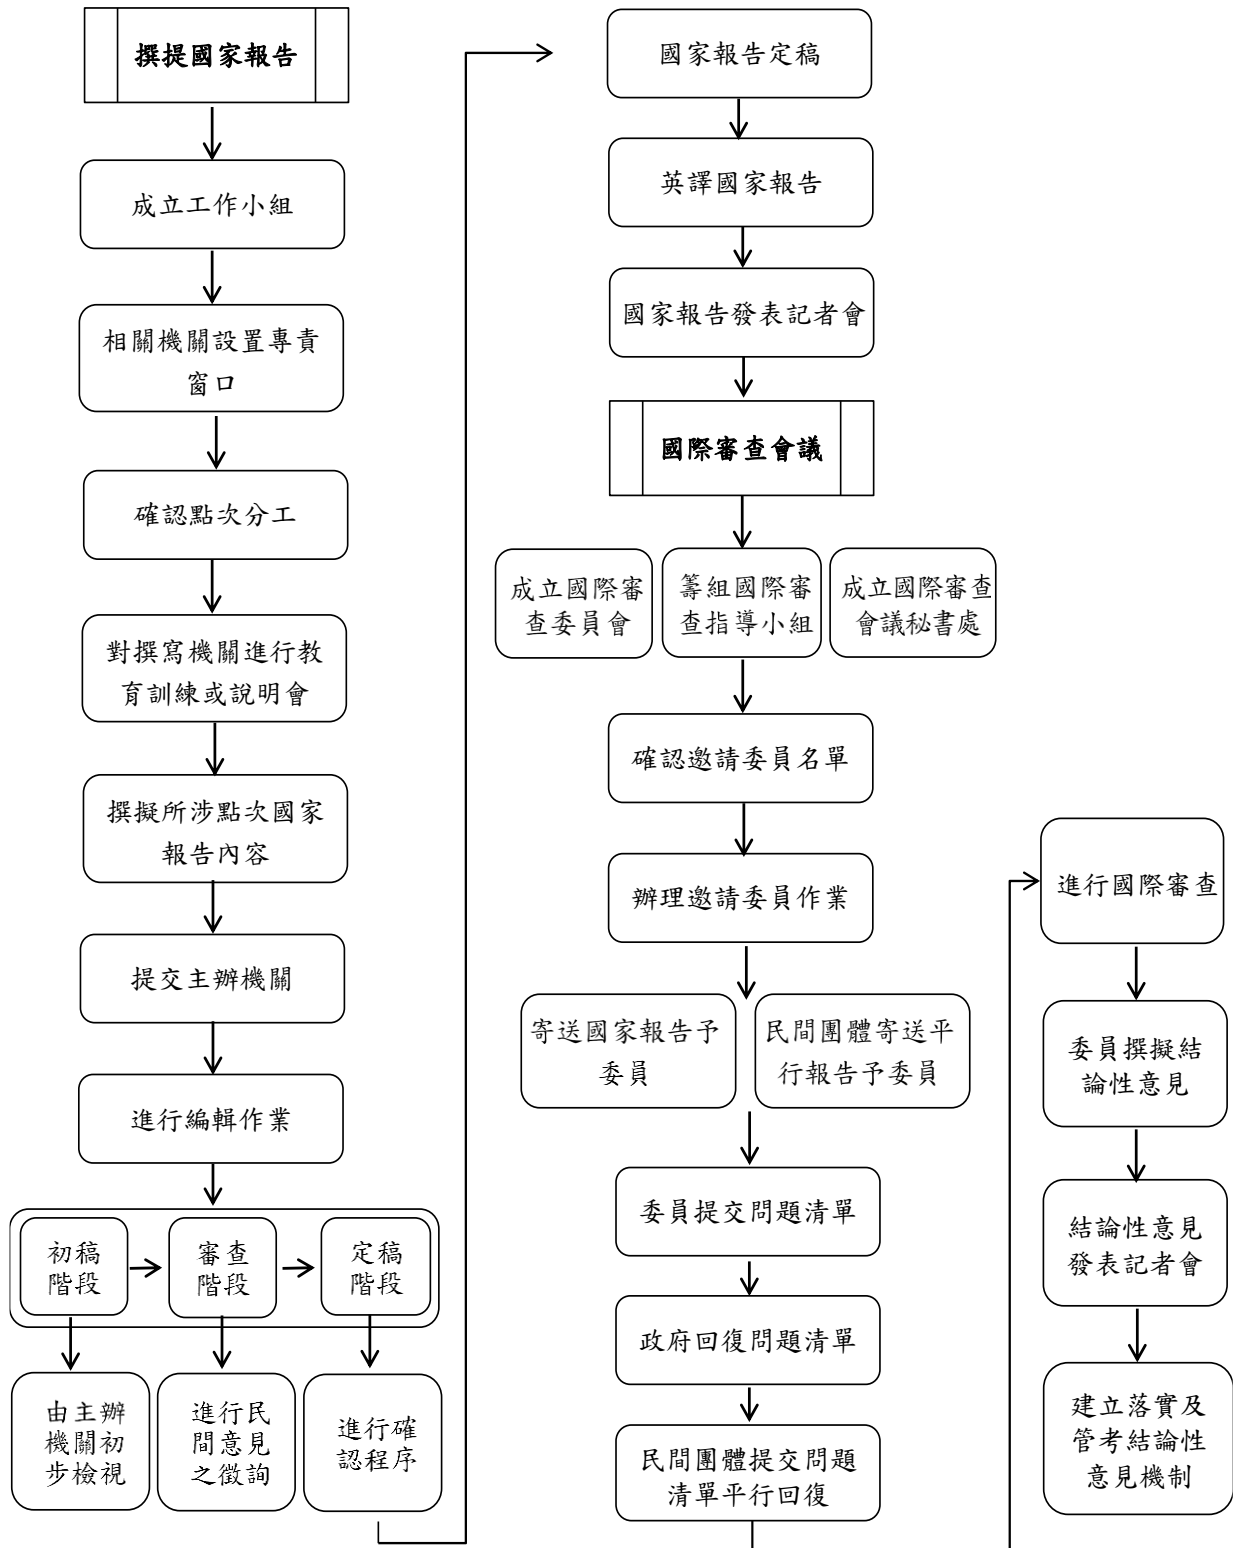 撰提國家報告
成立工作小組
相關機關設置專責
窗口
確認點次分工
對撰寫機關進行教
育訓練或說明會
撰擬所涉點次國家
報告內容
提交主辦機關
進行編輯作業
初稿
階段
審查
階段
定稿
階段
由主辦
機關初
步檢視
進行民
間意見
之徵詢
進行確
認程序
國家報告定稿
英譯國家報告
國家報告發表記者會
國際審查會議
成立國際審
查委員會
籌組國際審
查指導小組
成立國際審查
會議秘書處
確認邀請委員名單
辦理邀請委員作業
寄送國家報告予
委員
民間團體寄送平
行報告予委員
委員提交問題清單
政府回復問題清單
民間團體提交問題
清單平行回復
進行國際審查
委員撰擬結
論性意見
結論性意見
發表記者會
建立落實及
管考結論性
意見機制